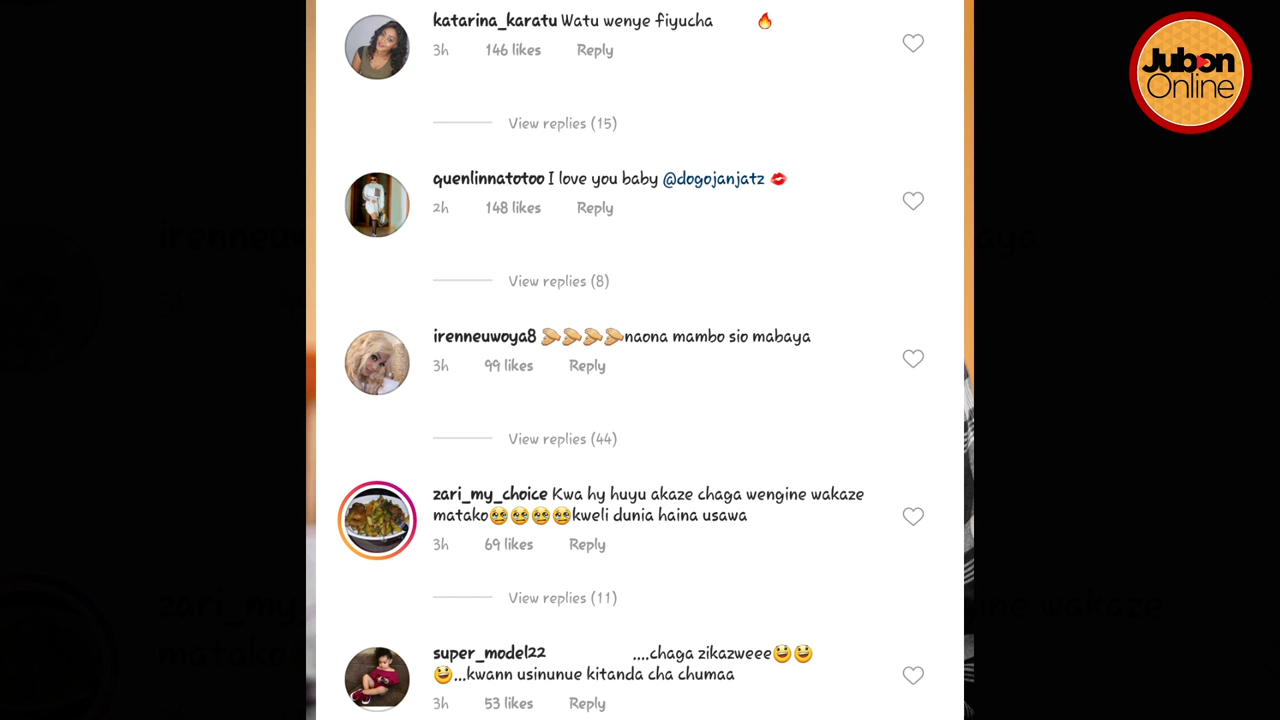 katarina_karatu Watu wenye fiyucha 🔥
3h 146 likes Reply
View replies (15)
quenlinnatotoo I love you baby @dogojanjatz 💋
2h 148 likes Reply
View replies (8)
irenneuwoya8 👏👏👏👏naona mambo sio mabaya
3h 99 likes Reply
View replies (44)
zari_my_choice Kwa hy huyu akaze chaga wengine wakaze
matako😢😢😢😢kweli dunia haina usawa
3h 69 likes Reply
View replies (11)
super_model22 ....chaga zikazweee😃😃
😃...kwann usinunue kitanda cha chumaa
3h 53 likes Reply
Jubon
Online